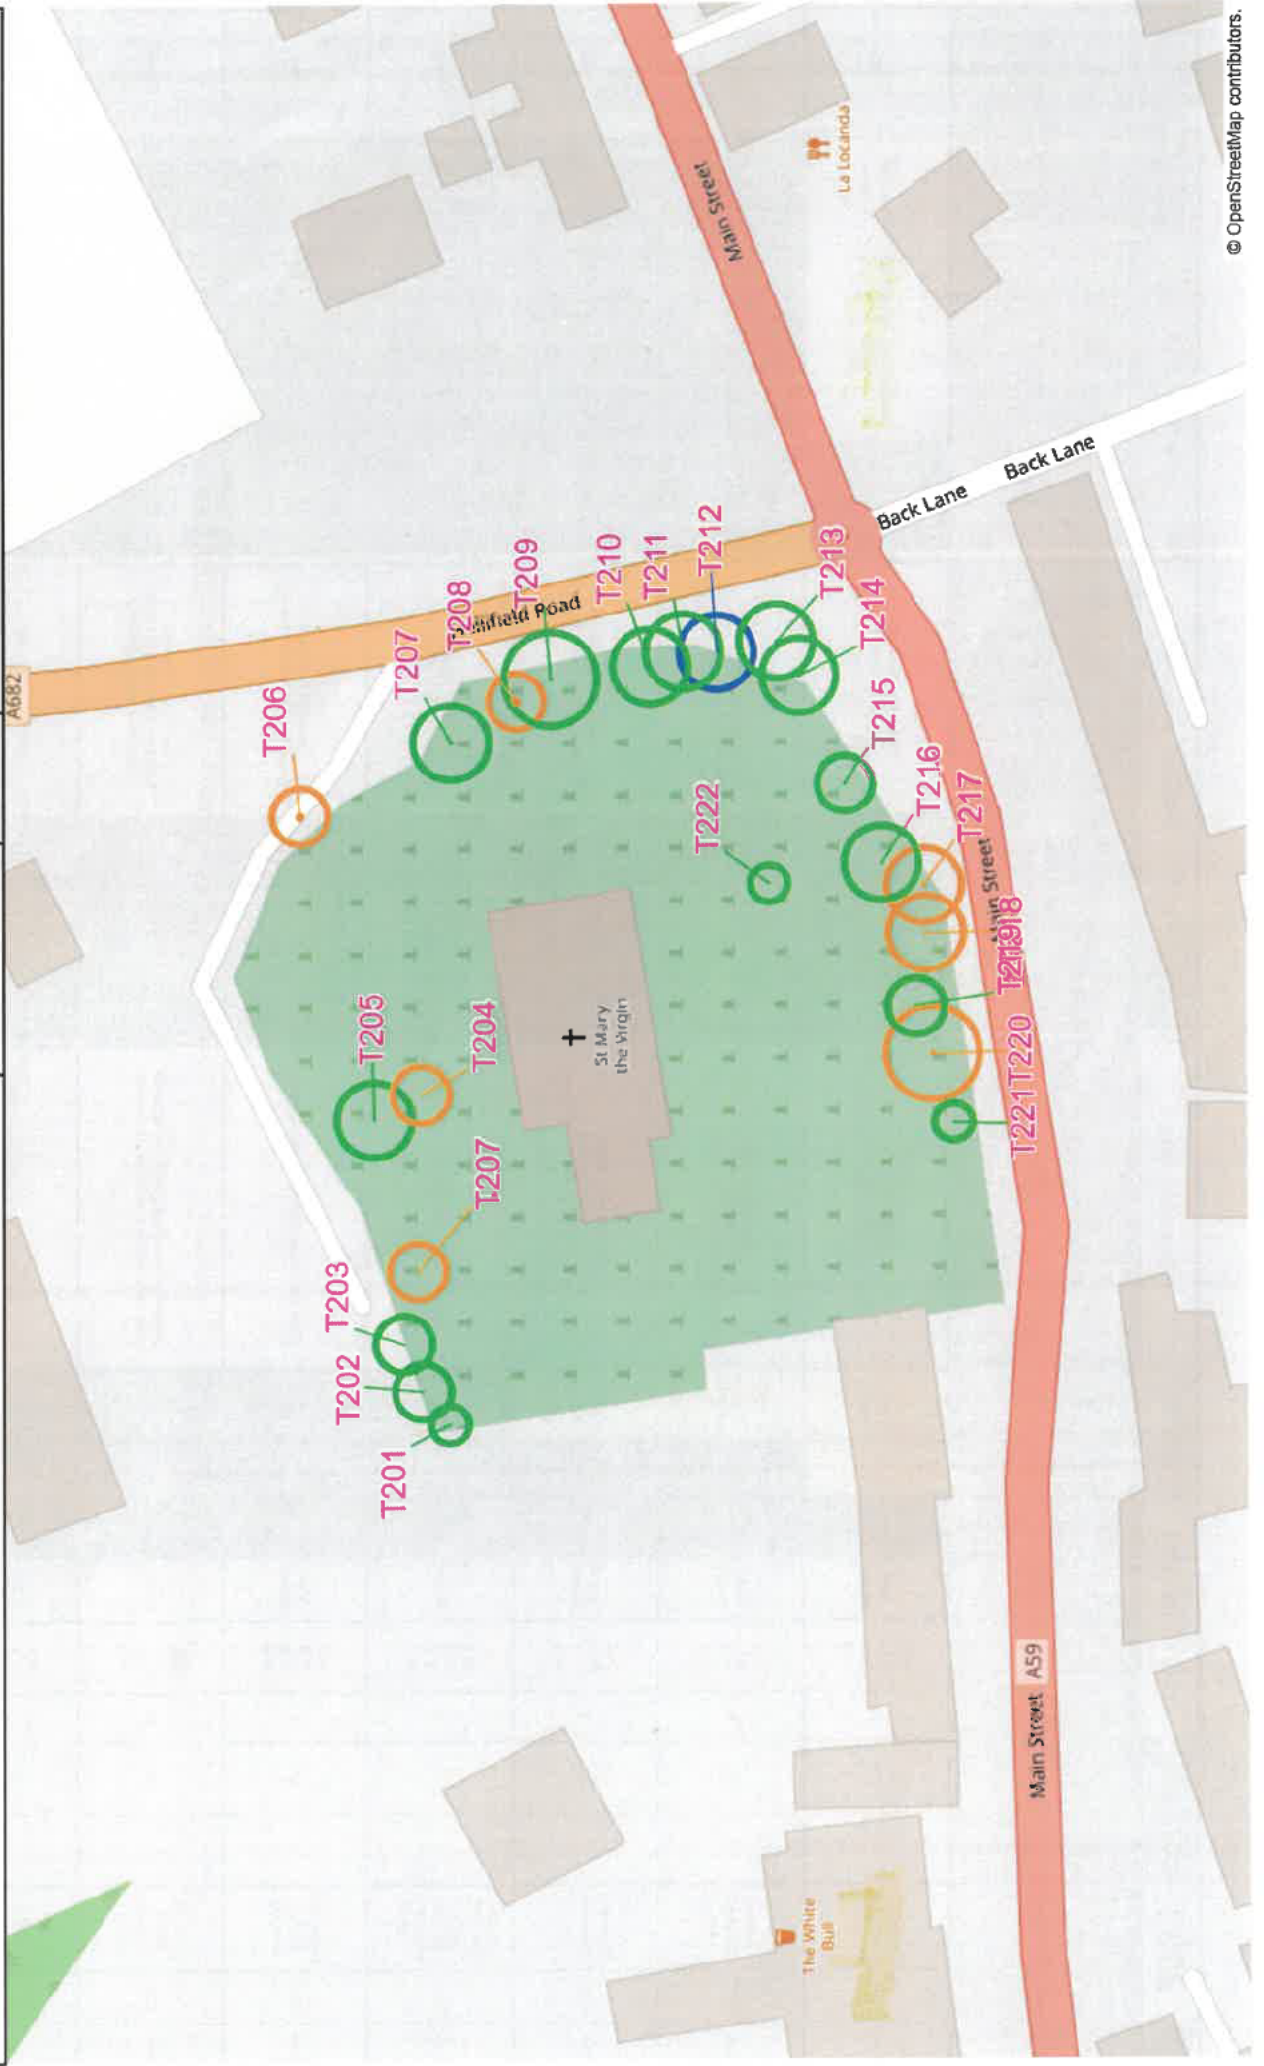 A682
T206
T207
T208
T209
T210
T211
T212
T213
T214
T215
T216
T217
T222
T205
T204
T207
T203
T202
T201
T220
T221
St Mary
the Virgin
Main Street
La Locanda
Back Lane
Back Lane
Main Street
Main Street
A59
The White
Bull
© OpenStreetMap contributors.